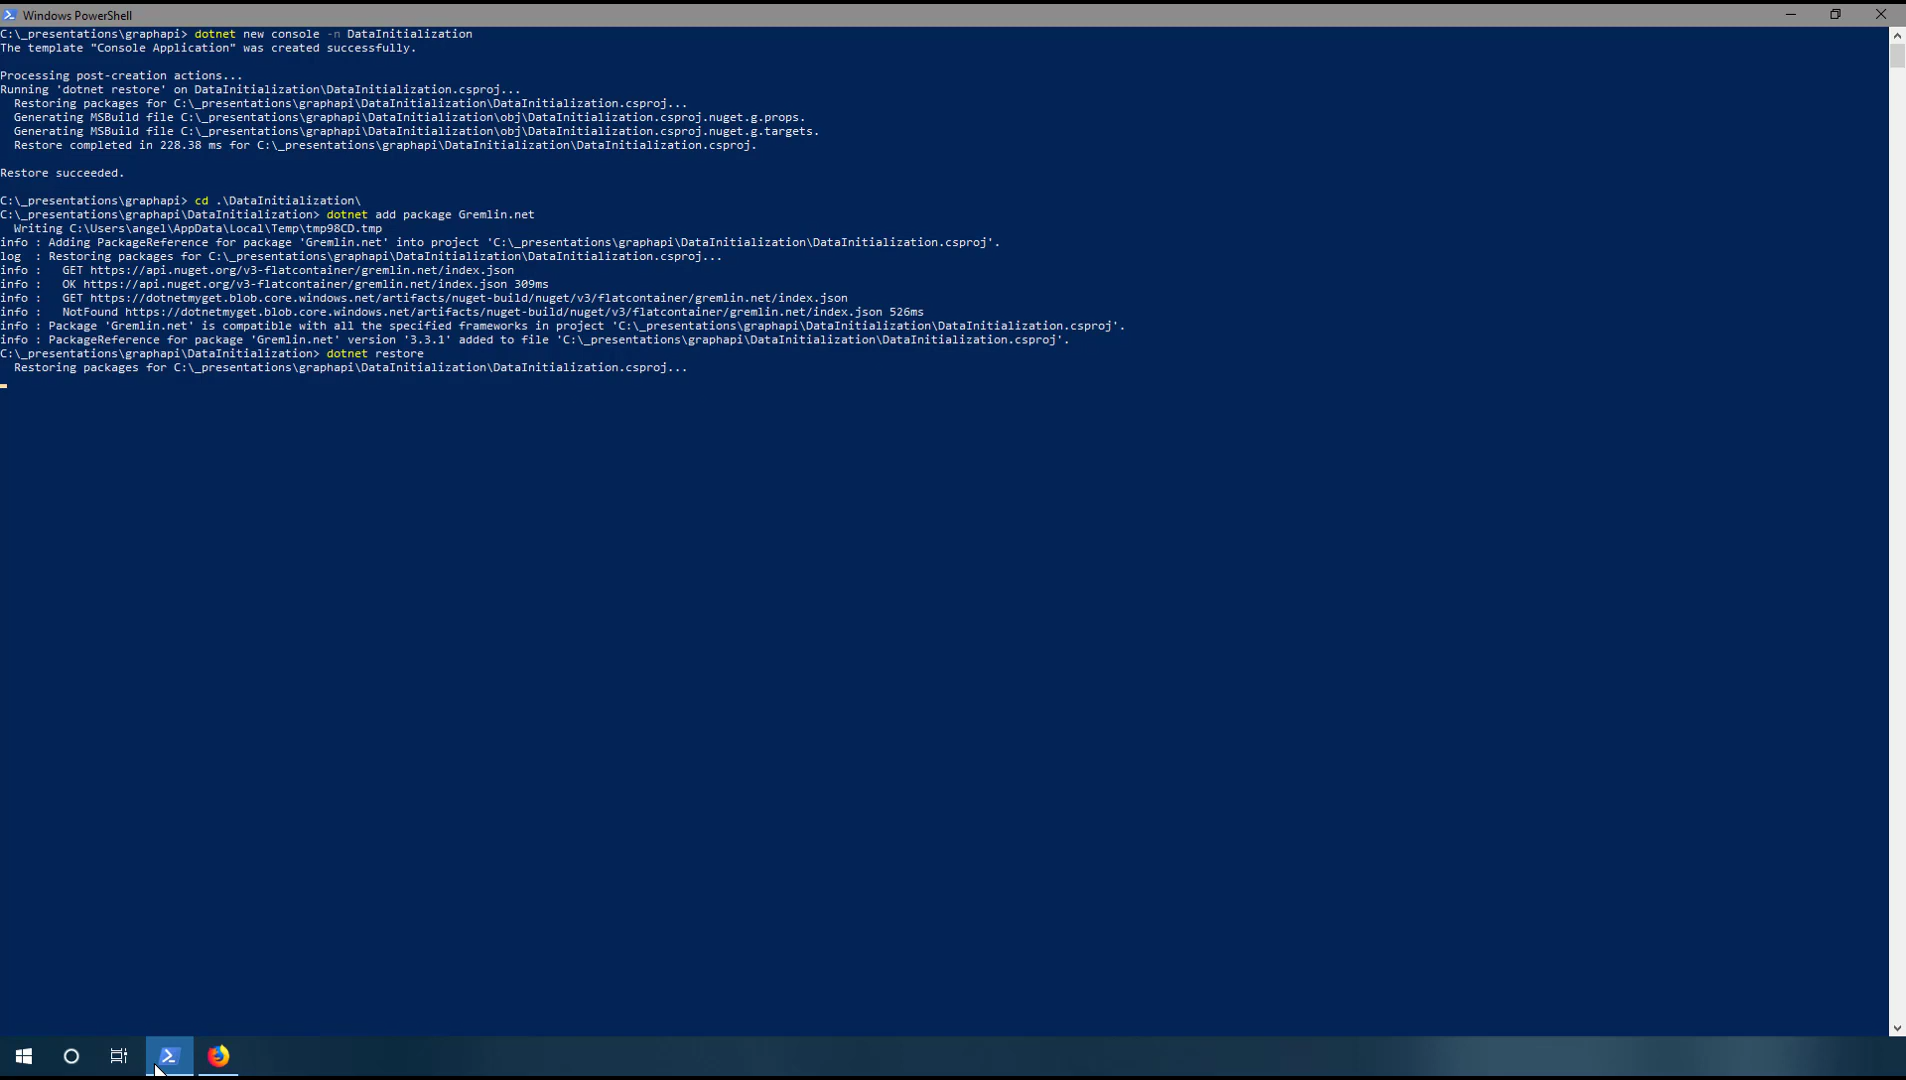 Windows PowerShell
C:\_presentations\graphapi> dotnet new console -n DataInitialization
The template "Console Application" was created successfully.
Processing post-creation actions...
Running 'dotnet restore' on DataInitialization\DataInitialization.csproj...
  Restoring packages for C:\_presentations\graphapi\DataInitialization\DataInitialization.csproj...
  Generating MSBuild file C:\_presentations\graphapi\DataInitialization\obj\DataInitialization.csproj.nuget.g.props.
  Generating MSBuild file C:\_presentations\graphapi\DataInitialization\obj\DataInitialization.csproj.nuget.g.targets.
  Restore completed in 228.38 ms for C:\_presentations\graphapi\DataInitialization\DataInitialization.csproj.
Restore succeeded.
C:\_presentations\graphapi> cd .\DataInitialization\
C:\_presentations\graphapi\DataInitialization> dotnet add package Gremlin.net
  Writing C:\Users\angel\AppData\Local\Temp\tmp98CD.tmp
info : Adding PackageReference for package 'Gremlin.net' into project 'C:\_presentations\graphapi\DataInitialization\DataInitialization.csproj'.
log  : Restoring packages for C:\_presentations\graphapi\DataInitialization\DataInitialization.csproj...
info :   GET https://api.nuget.org/v3-flatcontainer/gremlin.net/index.json
info :   OK https://api.nuget.org/v3-flatcontainer/gremlin.net/index.json 309ms
info :   GET https://dotnetmyget.blob.core.windows.net/artifacts/nuget-build/nuget/v3/flatcontainer/gremlin.net/index.json
info :   NotFound https://dotnetmyget.blob.core.windows.net/artifacts/nuget-build/nuget/v3/flatcontainer/gremlin.net/index.json 526ms
info : Package 'Gremlin.net' is compatible with all the specified frameworks in project 'C:\_presentations\graphapi\DataInitialization\DataInitialization.csproj'.
info : PackageReference for package 'Gremlin.net' version '3.3.1' added to file 'C:\_presentations\graphapi\DataInitialization\DataInitialization.csproj'.
C:\_presentations\graphapi\DataInitialization> dotnet restore
  Restoring packages for C:\_presentations\graphapi\DataInitialization\DataInitialization.csproj...